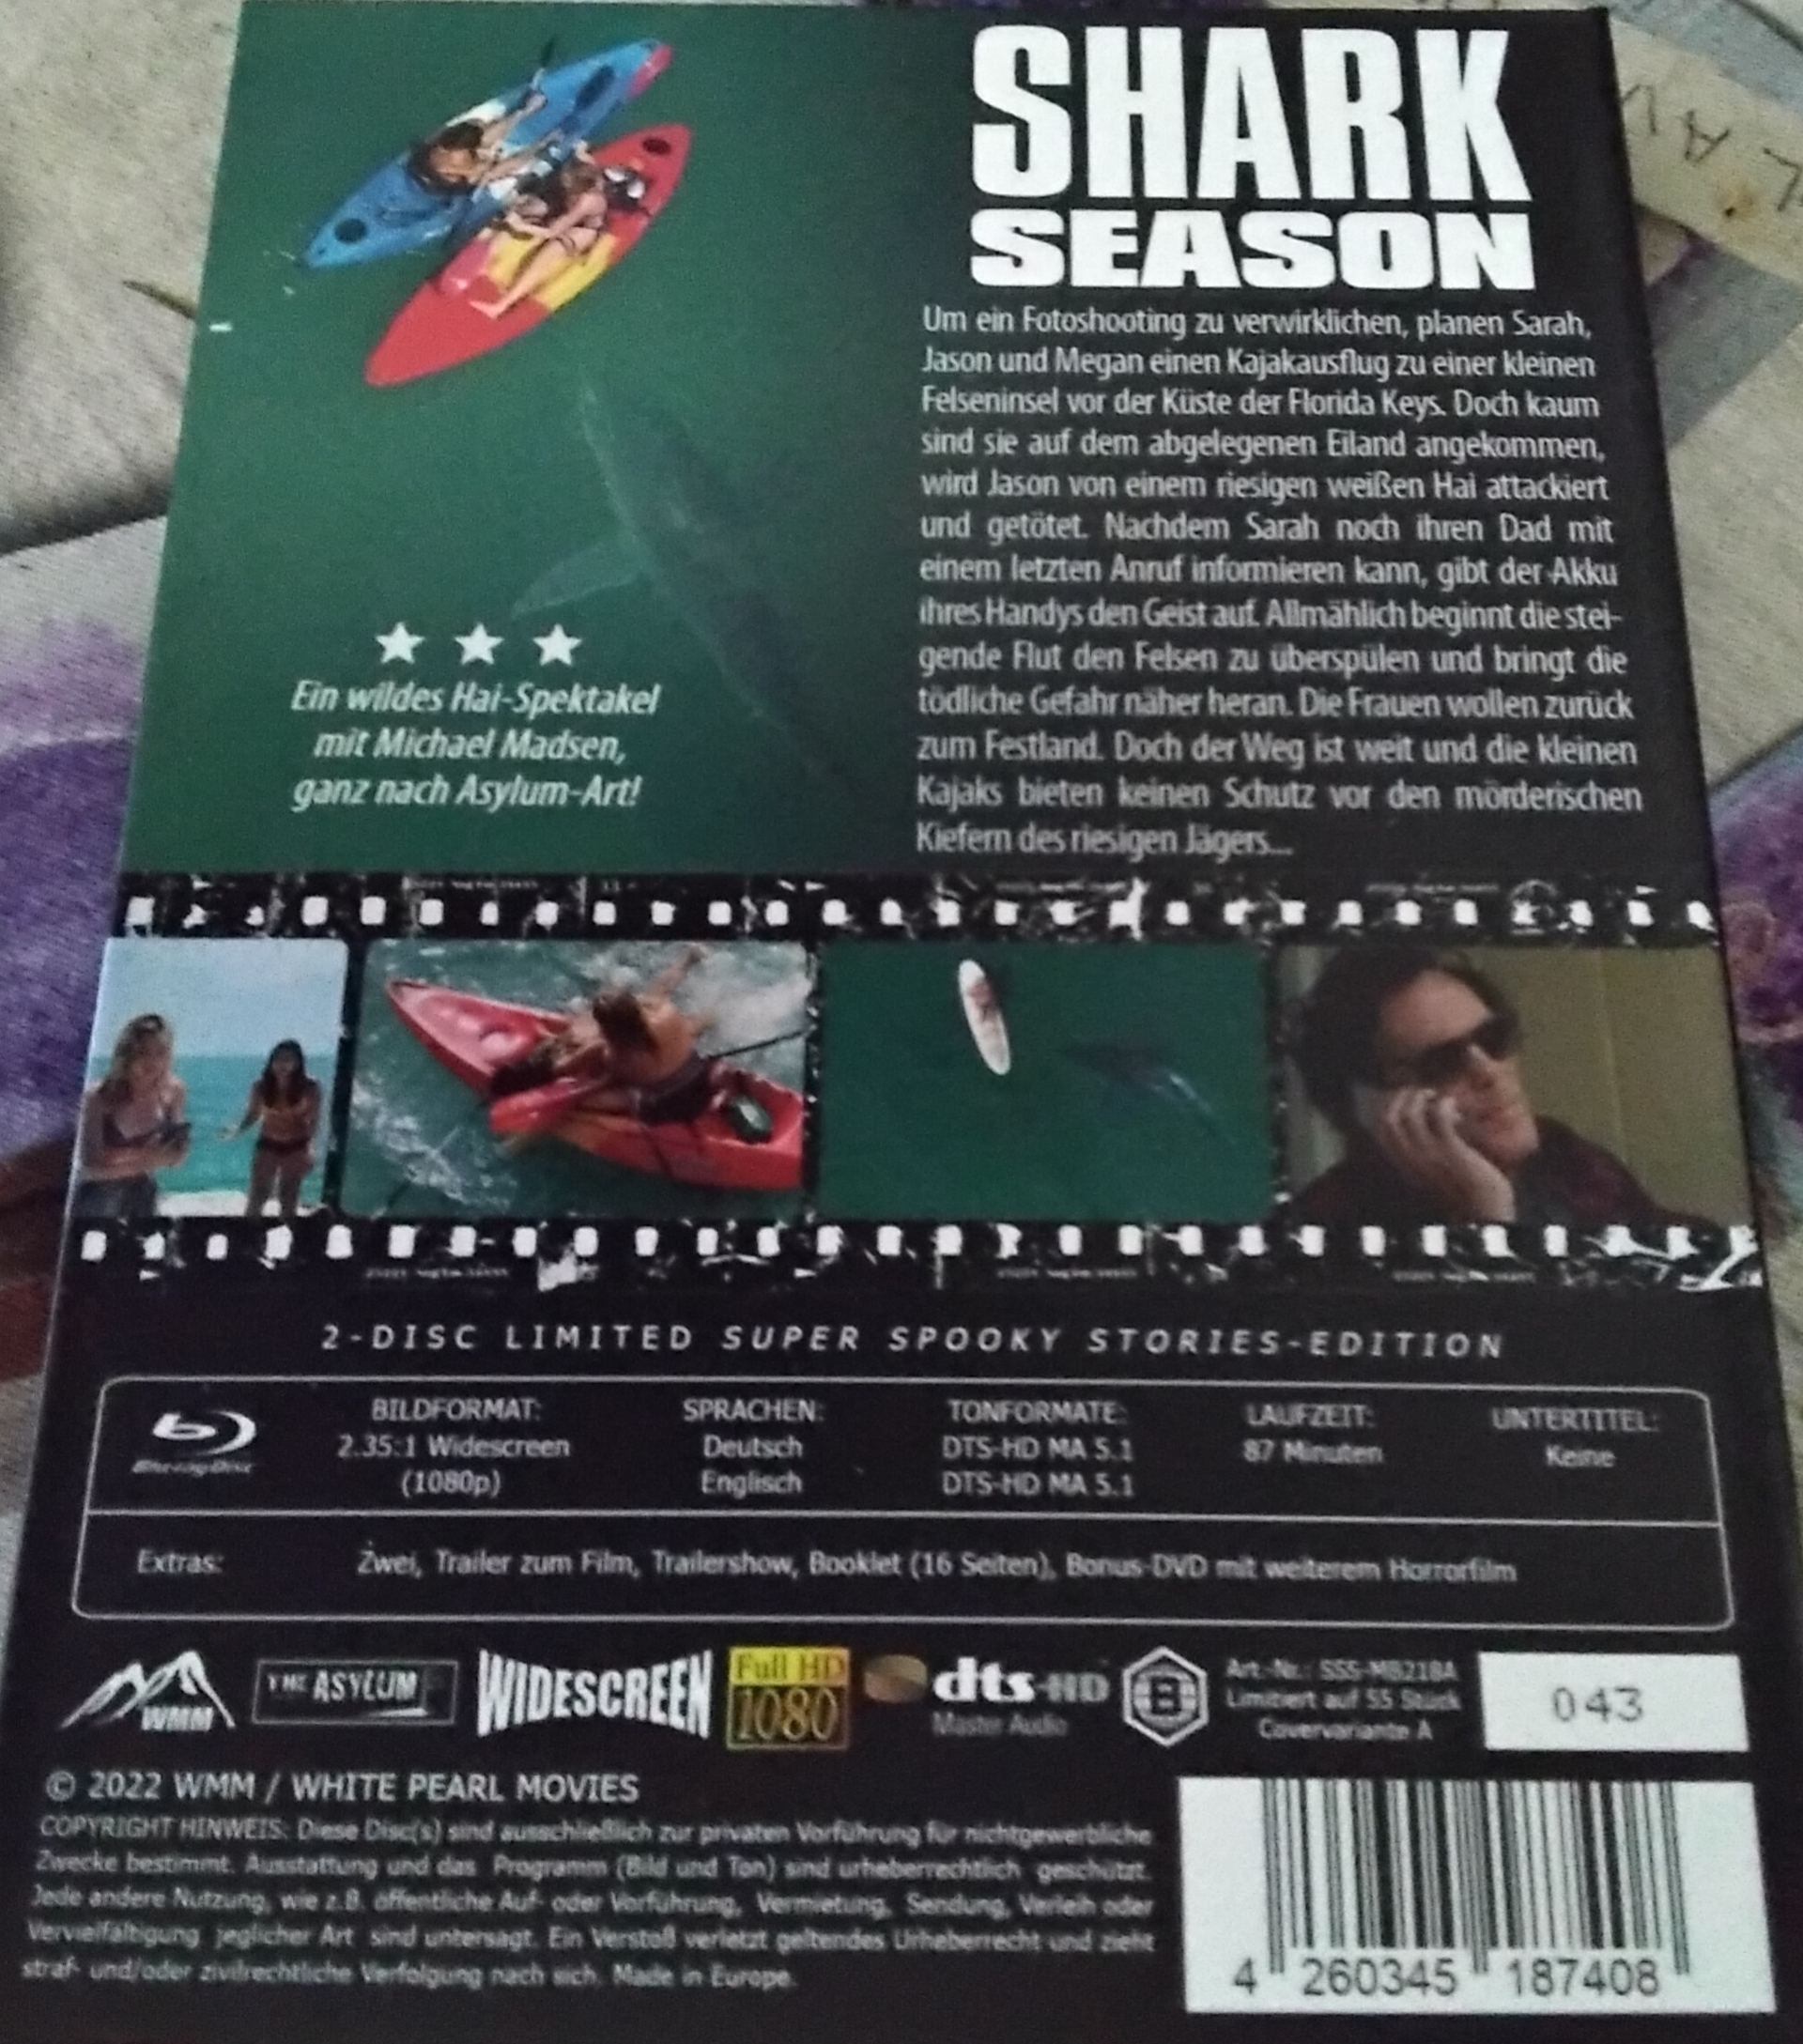 SHARK
SEASON
Um ein Fotoshooting zu verwirklichen, planen Sarah,
Jason und Megan einen Kajakausflug zu einer kleinen
Felseninsel vor der Küste der Florida Keys. Doch kaum
sind sie auf dem abgelegenen Eiland angekommen,
wird Jason von einem riesigen weißen Hai attackiert
und getötet. Nachdem Sarah noch ihren Dad mit
einem letzten Anruf informieren kann, gibt der Akku
ihres Handys den Geist auf. Allmählich beginnt die stei-
gende Flut den Felsen zu überspülen und bringt die
tödliche Gefahr näher heran. Die Frauen wollen zurück
zum Festland. Doch der Weg ist weit und die kleinen
Kajaks bieten keinen Schutz vor den mörderischen
Kiefern des riesigen Jägers...
Ein wildes Hai-Spektakel
mit Michael Madsen,
ganz nach Asylum-Art!
2-DISC LIMITED SUPER SPOOKY STORIES-EDITION
Blu-ray Disc
BILDFORMAT:
2.35:1 Widescreen
(1080p)
SPRACHEN:
Deutsch
Englisch
TONFORMATE:
DTS-HD MA 5.1
DTS-HD MA 5.1
LAUFZEIT:
87 Minuten
UNTERTITEL:
Keine
Extras: Zwei, Trailer zum Film, Trailershow, Booklet (16 Seiten), Bonus-DVD mit weiterem Horrorfilm
WMM
THE ASYLUM
WIDESCREEN
Full HD
1080
dts-HD
Master Audio
B
Art.-Nr.: SSS-MB218A
Limitiert auf 55 Stück
Covervariante A
043
© 2022 WMM / WHITE PEARL MOVIES
COPYRIGHT HINWEIS: Diese Disc(s) sind ausschließlich zur privaten Vorführung für nichtgewerbliche
Zwecke bestimmt. Ausstattung und das Programm (Bild und Ton) sind urheberrechtlich geschützt.
Jede andere Nutzung, wie z.B. öffentliche Auf- oder Vorführung, Vermietung, Sendung, Verleih oder
Vervielfältigung jeglicher Art sind untersagt. Ein Verstoß verletzt geltendes Urheberrecht und zieht
straf- und/oder zivilrechtliche Verfolgung nach sich. Made in Europe.
4 260345 187408